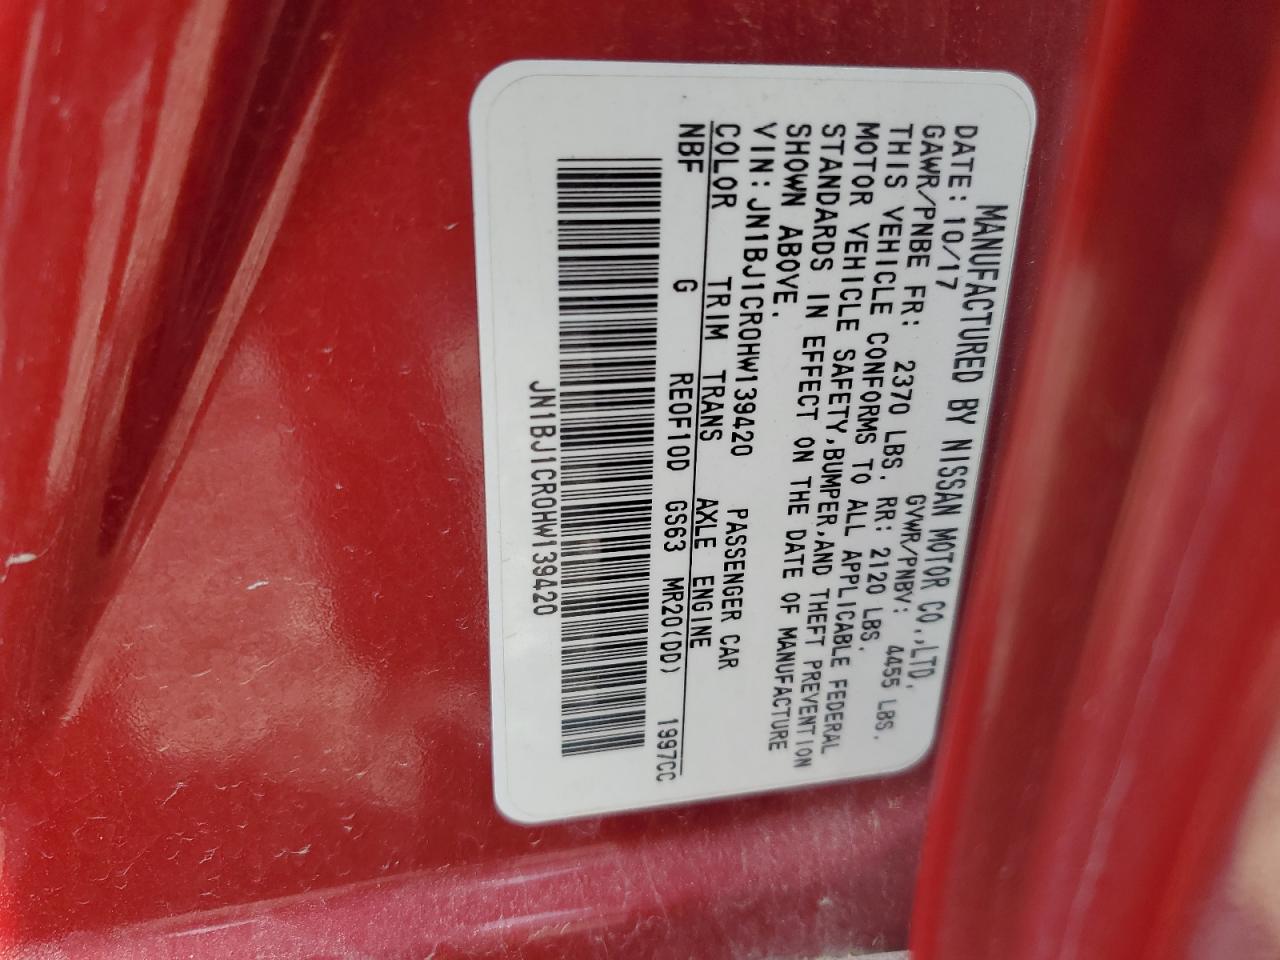 MANUFACTURED BY NISSAN MOTOR CO.,LTD.
DATE: 10/17 GVWR/PNBV: 4455 LBS.
GAWR/PNBE FR: 2370 LBS. RR: 2120 LBS.
THIS VEHICLE CONFORMS TO ALL APPLICABLE FEDERAL
MOTOR VEHICLE SAFETY,BUMPER,AND THEFT PREVENTION
STANDARDS IN EFFECT ON THE DATE OF MANUFACTURE
SHOWN ABOVE.
VIN: JN1BJ1CR0HW139420 PASSENGER CAR
COLOR TRIM TRANS AXLE ENGINE
NBF G RE0F10D GS63 MR20(DD) 1997CC
JN1BJ1CR0HW139420